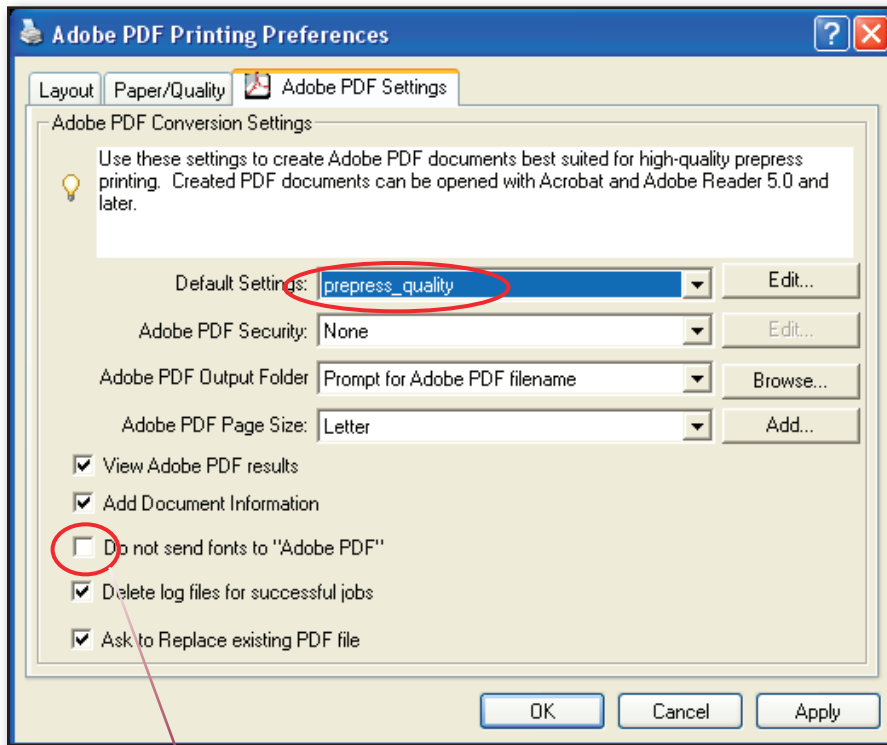 Adobe PDF Printing Preferences
Layout Paper/Quality Adobe PDF Settings
Adobe PDF Conversion Settings
Use these settings to create Adobe PDF documents best suited for high-quality prepress
printing. Created PDF documents can be opened with Acrobat and Adobe Reader 5.0 and
later.
Default Settings: prepress_quality Edit...
Adobe PDF Security: None Edit...
Adobe PDF Output Folder Prompt for Adobe PDF filename Browse...
Adobe PDF Page Size: Letter Add...
View Adobe PDF results
Add Document Information
Do not send fonts to "Adobe PDF"
Delete log files for successful jobs
Ask to Replace existing PDF file
OK Cancel Apply